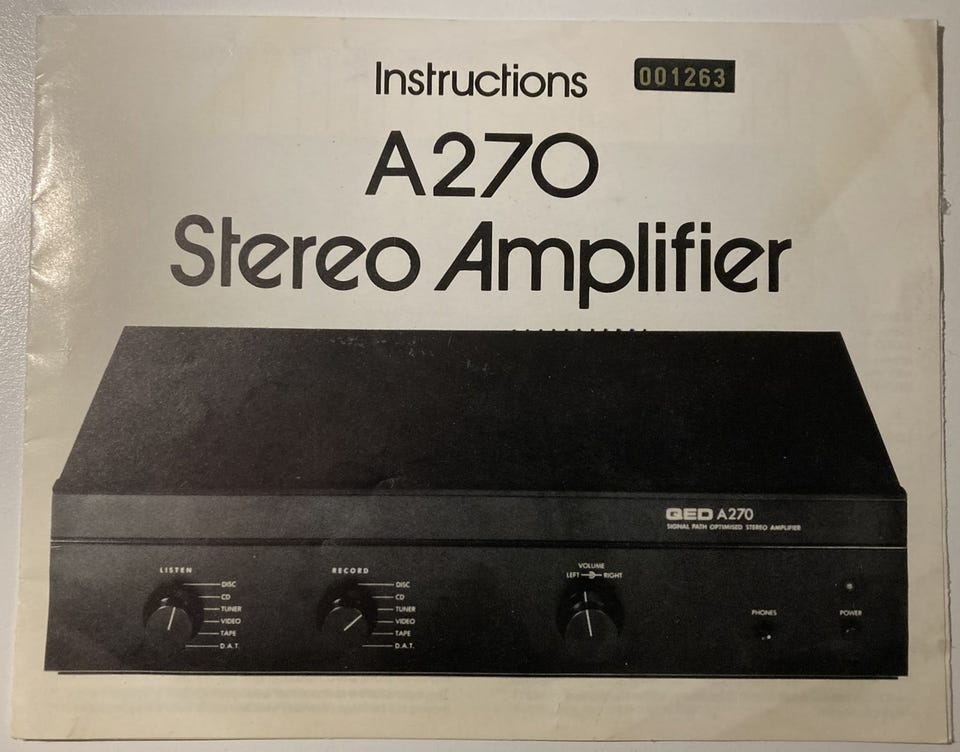 Instructions
001263
A270
Stereo Amplifier
QED A270
SIGNAL PATH OPTIMISED STEREO AMPLIFIER
LISTEN
DISC
CD
TUNER
VIDEO
TAPE
D.A.T.
RECORD
DISC
CD
TUNER
VIDEO
TAPE
D.A.T.
VOLUME
LEFT RIGHT
PHONES
POWER